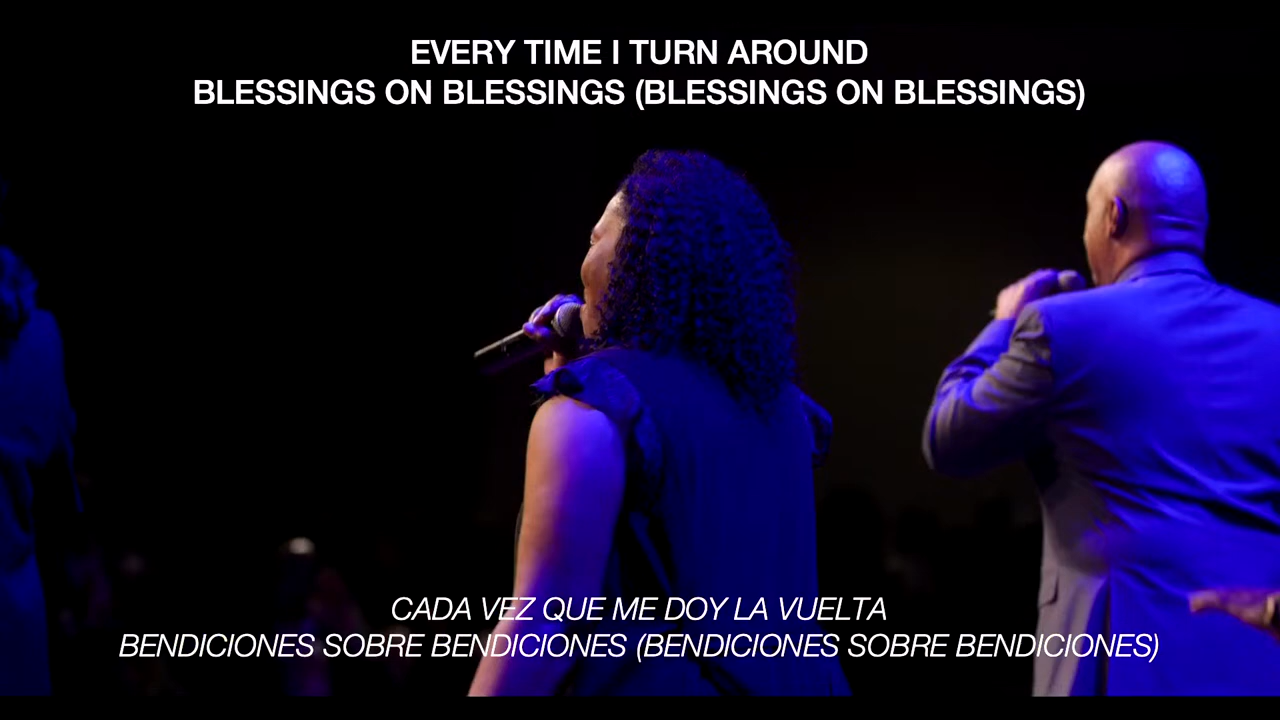 EVERY TIME I TURN AROUND
BLESSINGS ON BLESSINGS (BLESSINGS ON BLESSINGS)
CADA VEZ QUE ME DOY LA VUELTA
BENDICIONES SOBRE BENDICIONES (BENDICIONES SOBRE BENDICIONES)